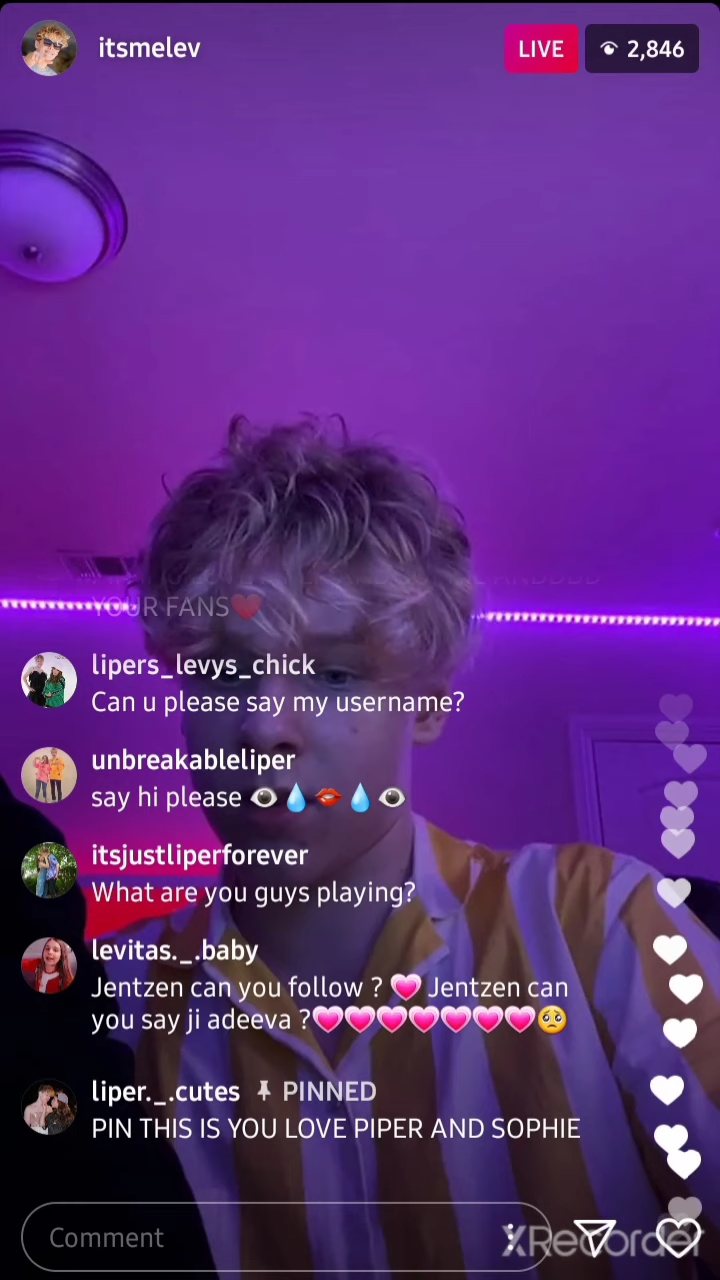 itsmelev
LIVE 2,846
YOUR FANS❤️
lipers_levys_chick
Can u please say my username?
unbreakableliper
say hi please 👁💧💋💧👁
itsjustliperforever
What are you guys playing?
levitas._.baby
Jentzen can you follow ? 💗 Jentzen can
you say ji adeeva ?💗💗💗💗💗💗💗🥺
liper._.cutes PINNED
PIN THIS IS YOU LOVE PIPER AND SOPHIE
Comment
XRecorder